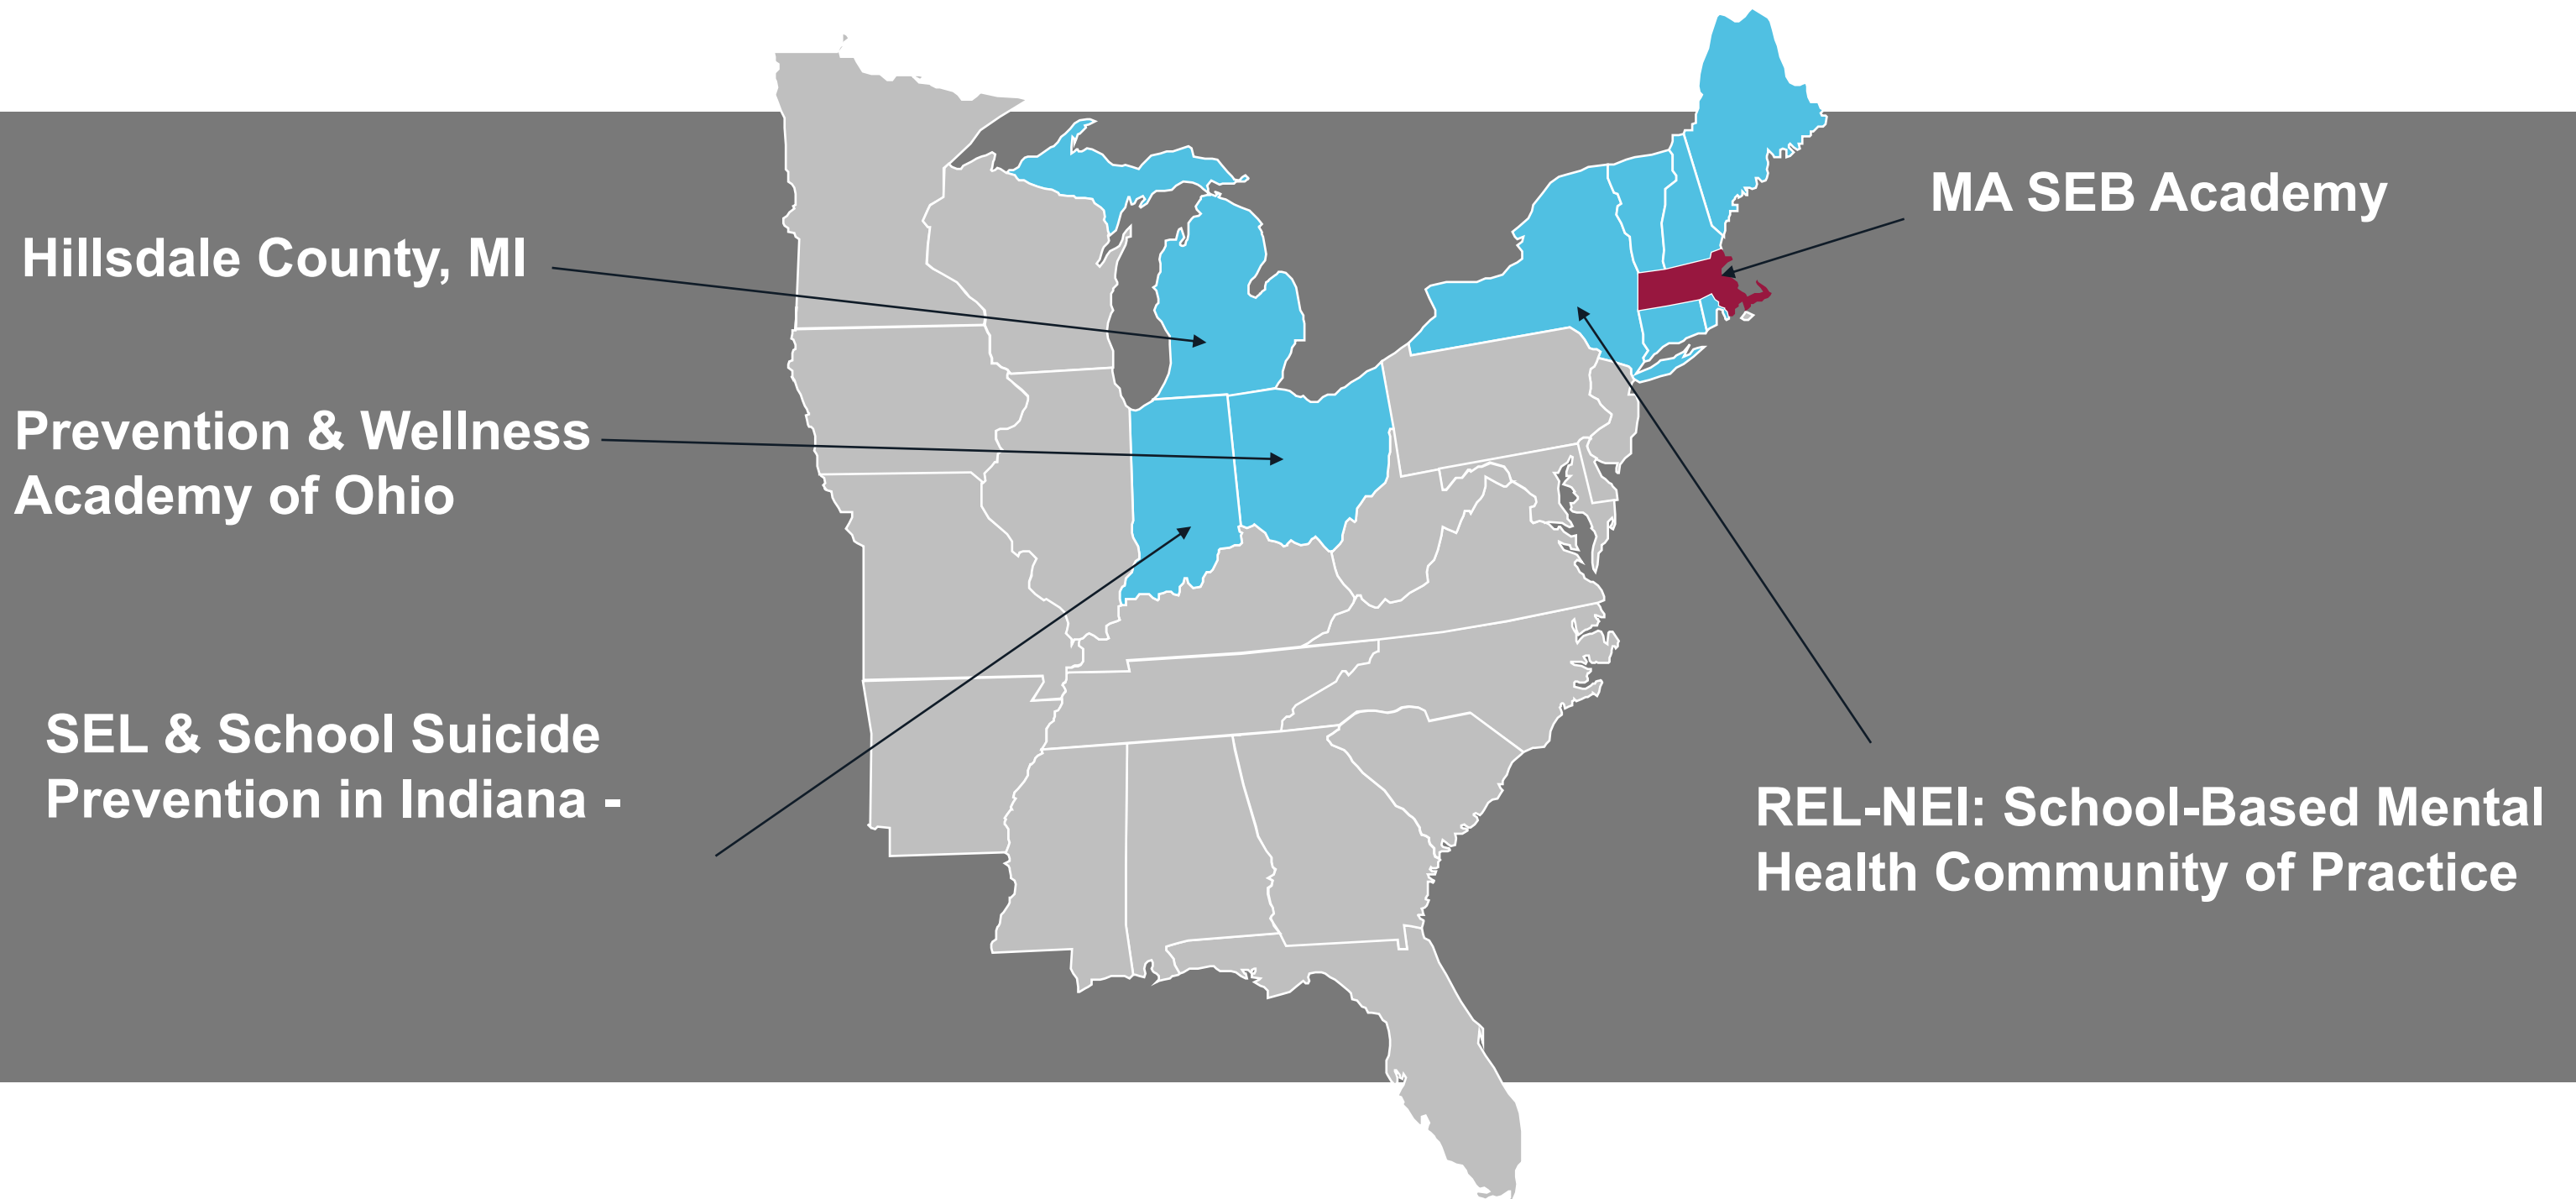 MA SEB Academy
Hillsdale County, MI
Prevention & Wellness
Academy of Ohio
SEL & School Suicide
Prevention in Indiana -
REL-NEI: School-Based Mental
Health Community of Practice